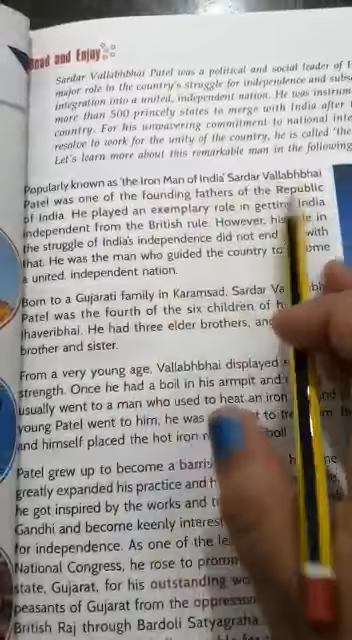 Read and Enjoy
Sardar Vallabhbhai Patel was a political and social leader of
major role in the country's struggle for independence and
integration into a united, independent nation. He was
more than 500 princely states to merge with India after
country. For his unwavering commitment to national
resolve to work for the unity of the country, he is called 'the
Let's learn more about this remarkable man in the following
Popularly known as 'the Iron Man of India' Sardar Vallabhbhai
Patel was one of the founding fathers of the Republic
of India. He played an exemplary role in getting India
independent from the British rule. However, his in
the struggle of India's independence did not end with
that. He was the man who guided the country to
a united, independent nation.
Born to a Gujarati family in Karamsad, Sardar
Patel was the fourth of the six children of
Jhaveribhai. He had three elder brothers,
brother and sister.
From a very young age, Vallabhbhai displayed
strength. Once he had a boil in his armpit and
usually went to a man who used to heat an iron
young Patel went to him, he was to
and himself placed the hot iron boil
Patel grew up to become a
greatly expanded his practice and
he got inspired by the works and
Gandhi and become keenly
for independence. As one of the
National Congress, he rose to
state, Gujarat, for his outstanding
peasants of Gujarat from the
British Raj through Bardoli Satyagraha.